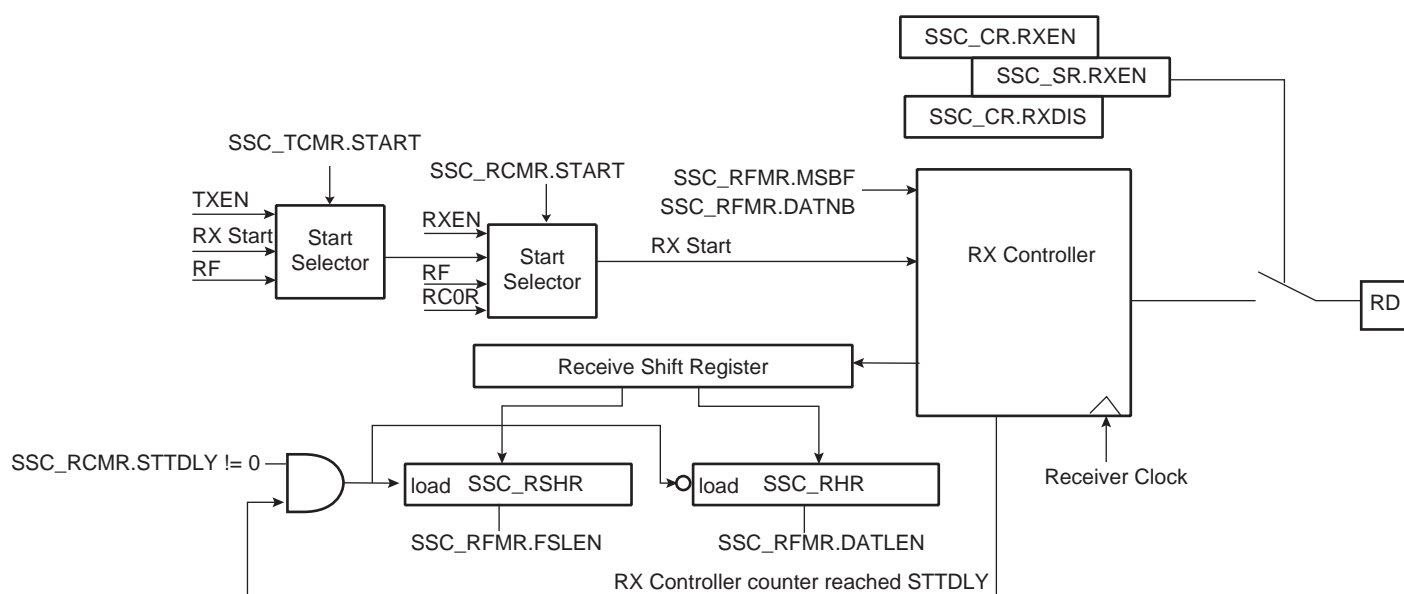 SSC_CR.RXEN
SSC_SR.RXEN
SSC_CR.RXDIS
SSC_TCMR.START
SSC_RCMR.START
SSC_RFMR.MSBF
SSC_RFMR.DATNB
TXEN
RX Start
RF
Start
Selector
RXEN
RF
RC0R
Start
Selector
RX Start
RX Controller
RD
Receive Shift Register
SSC_RCMR.STTDLY != 0
load SSC_RSHR
load SSC_RHR
Receiver Clock
SSC_RFMR.FSLEN
SSC_RFMR.DATLEN
RX Controller counter reached STTDLY